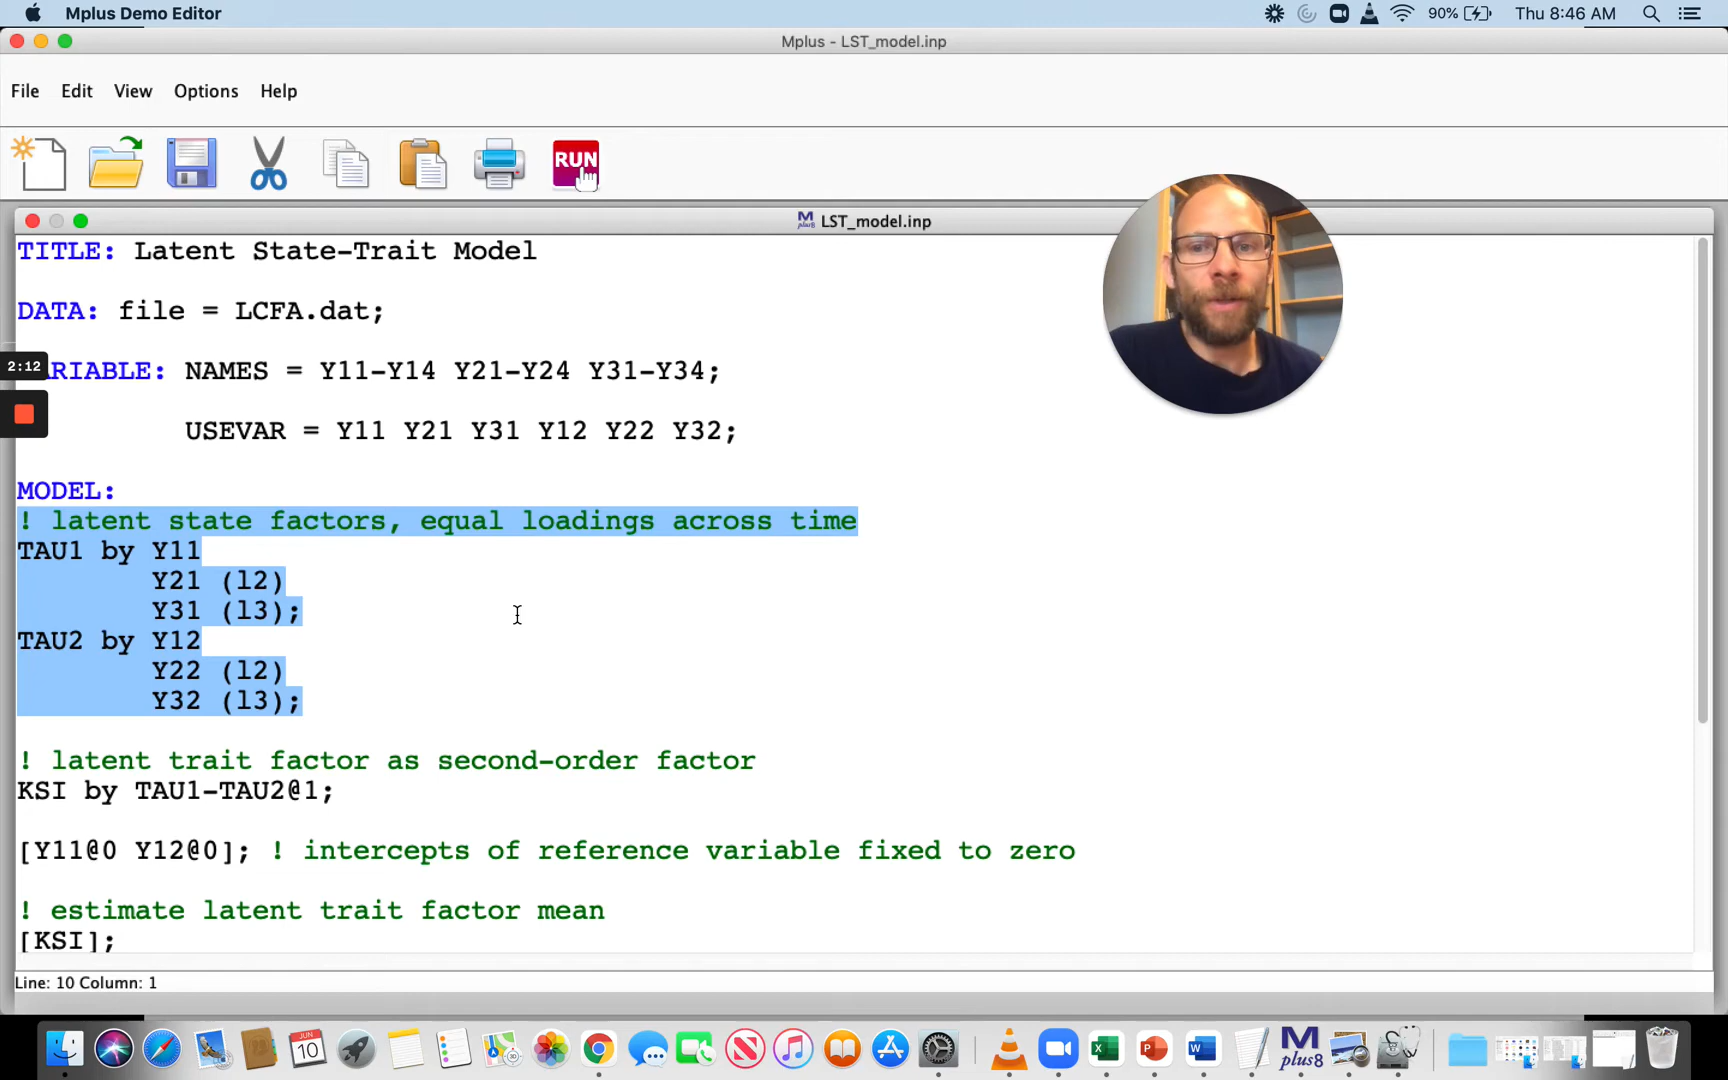 Mplus Demo Editor
90%
Thu 8:46 AM
Mplus - LST_model.inp
File Edit View Options Help
RUN
M
plus8
LST_model.inp
TITLE: Latent State-Trait Model
DATA: file = LCFA.dat;
2:12
ARIABLE: NAMES = Y11-Y14 Y21-Y24 Y31-Y34;
USEVAR = Y11 Y21 Y31 Y12 Y22 Y32;
MODEL:
! latent state factors, equal loadings across time
TAU1 by Y11
Y21 (l2)
Y31 (l3);
TAU2 by Y12
Y22 (l2)
Y32 (l3);
! latent trait factor as second-order factor
KSI by TAU1-TAU2@1;
[Y11@0 Y12@0]; ! intercepts of reference variable fixed to zero
! estimate latent trait factor mean
[KSI];
Line: 10 Column: 1
JUN
10
M
plus8